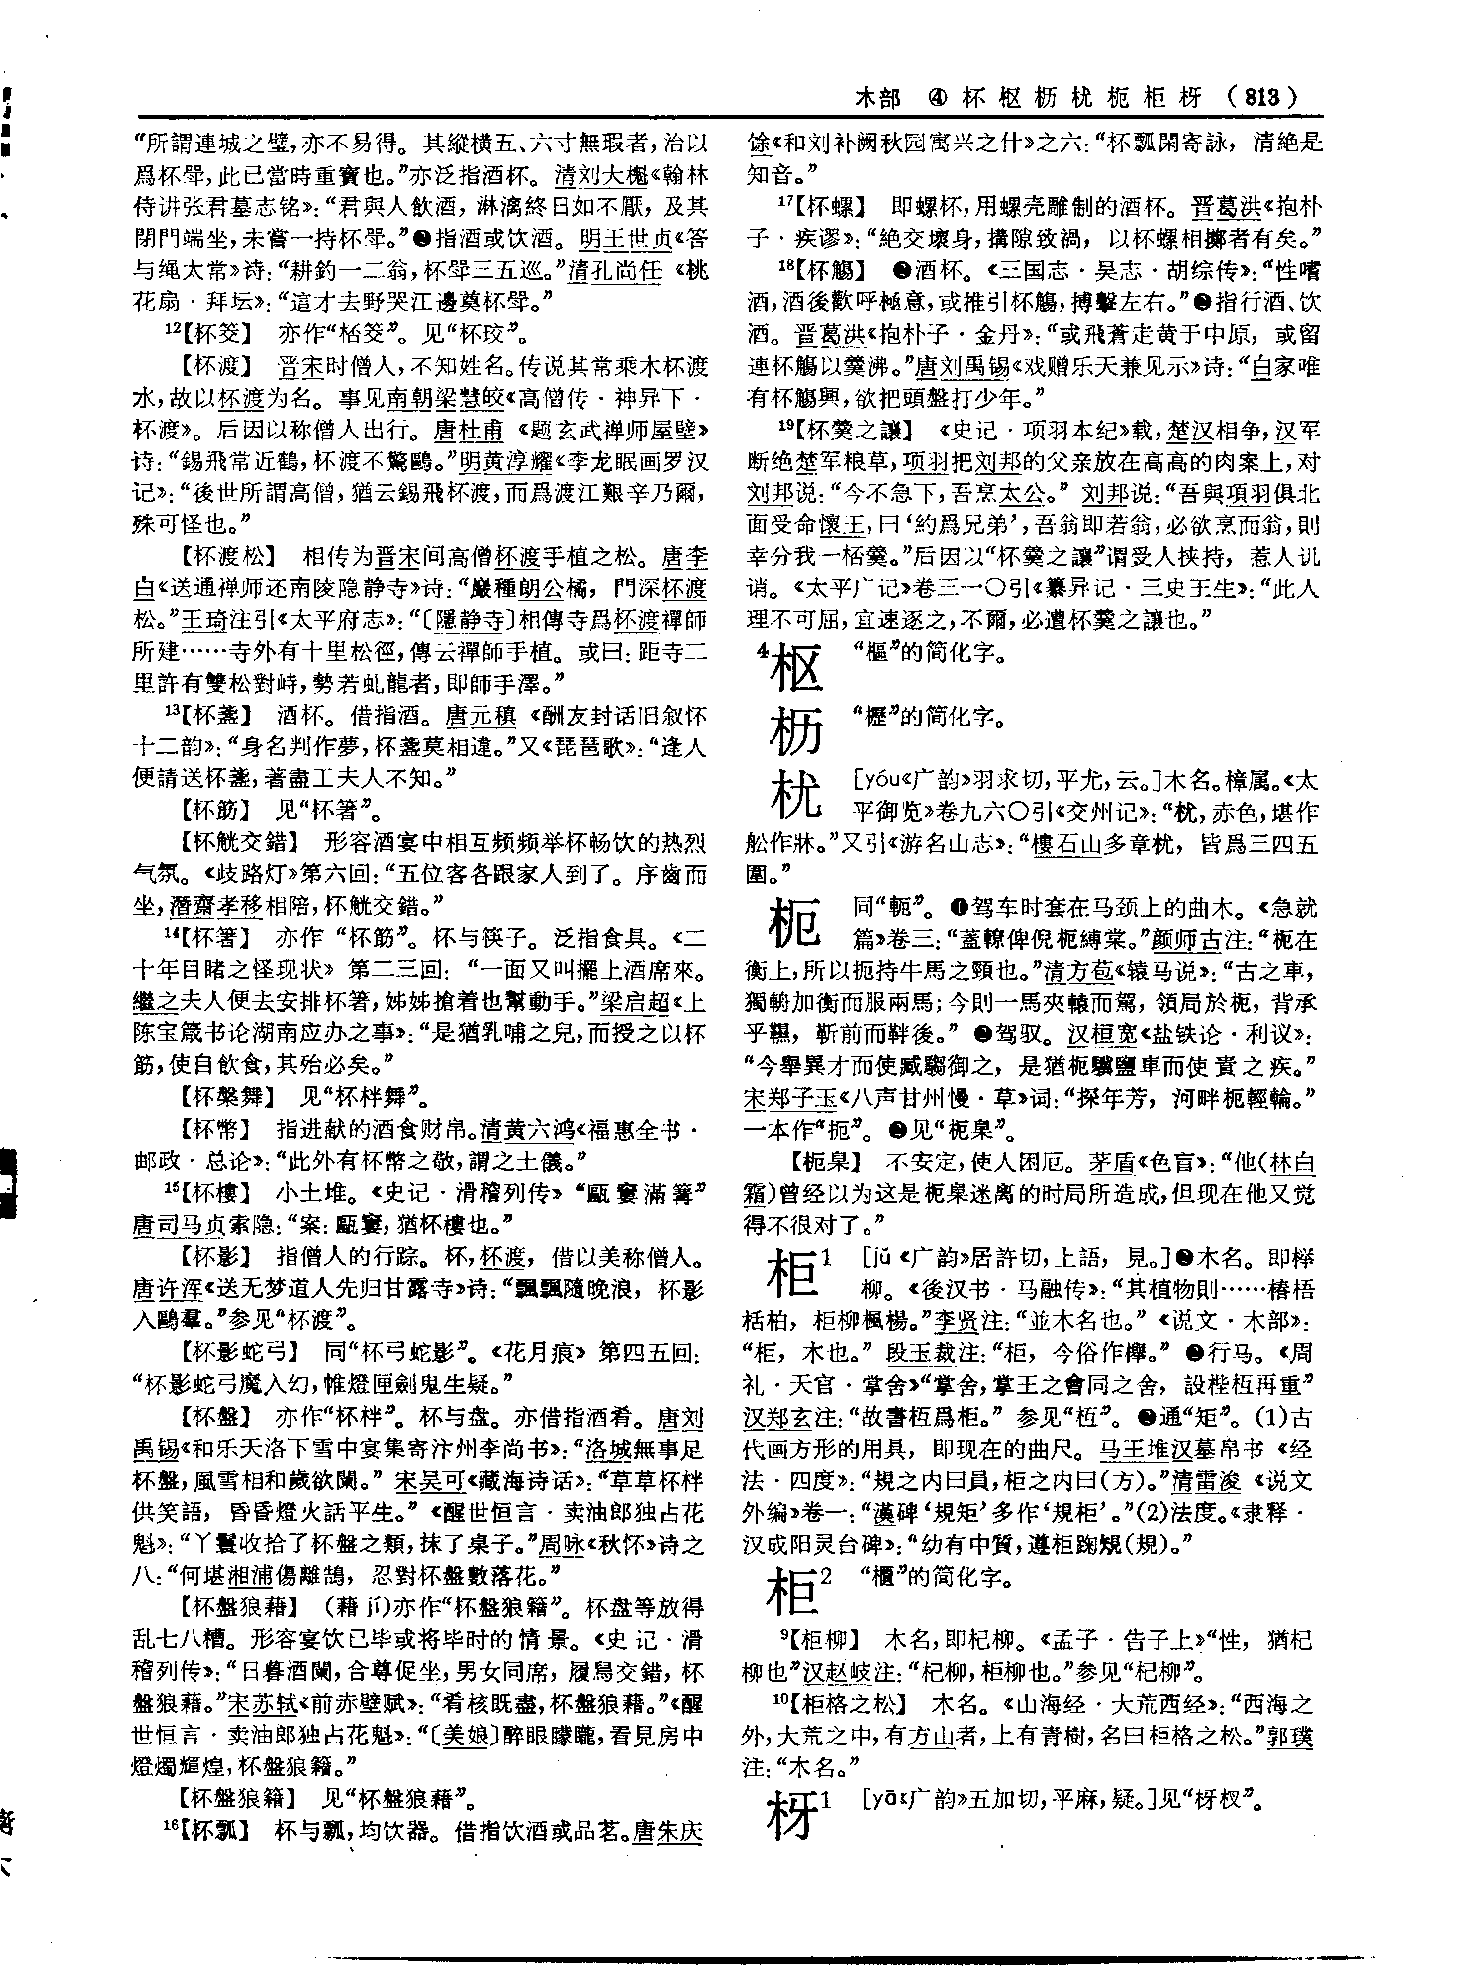 木部 ④ 杯枢枥枕枙柜枒 (813)
“所謂連城之璧，亦不易得。其縱横五、六寸無瑕者，治以
爲杯斝，此已當時重寳也。”亦泛指酒杯。清刘大櫆《翰林
侍讲张君墓志铭》：“君與人飲酒，淋漓終日如不厭，及其
閉門端坐，未嘗一持杯斝。”❷指酒或饮酒。明王世贞《答
与绳太常》诗：“耕釣一二翁，杯斝三五巡。”清孔尚任《桃
花扇·拜坛》：“這才去野哭江邊奠杯斝。”
¹²【杯筊】 亦作“桮筊”。见“杯珓”。
【杯渡】 晋宋时僧人，不知姓名。传说其常乘木杯渡
水，故以杯渡为名。事见南朝梁慧皎《高僧传·神异下·
杯渡》。后因以称僧人出行。唐杜甫《题玄武禅师屋壁》
诗：“錫飛常近鶴，杯渡不驚鷗。”明黄淳耀《李龙眠画罗汉
记》：“後世所謂高僧，猶云錫飛杯渡，而爲渡江艱辛乃爾，
殊可怪也。”
【杯渡松】 相传为晋宋间高僧杯渡手植之松。唐李
白《送通禅师还南陵隐静寺》诗：“巖種朗公橘，門深杯渡
松。”王琦注引《太平府志》：“〔隱静寺〕相傳寺爲杯渡禪師
所建……寺外有十里松徑，傳云禪師手植。或曰：距寺二
里許有雙松對峙，勢若虬龍者，即師手澤。”
¹³【杯盞】 酒杯。借指酒。唐元稹《酬友封话旧叙怀
十二韵》：“身名判作夢，杯盞莫相違。”又《琵琶歌》：“逢人
便請送杯盞，著盡工夫人不知。”
【杯筯】 见“杯箸”。
【杯觥交錯】 形容酒宴中相互频频举杯畅饮的热烈
气氛。《歧路灯》第六回：“五位客各跟家人到了。序齒而
坐，潛齋孝移相陪，杯觥交錯。”
¹⁴【杯箸】 亦作“杯筯”。杯与筷子。泛指食具。《二
十年目睹之怪现状》第二三回：“一面又叫擺上酒席來。
繼之夫人便去安排杯箸，姊姊搶着也幫動手。”梁启超《上
陈宝箴书论湖南应办之事》：“是猶乳哺之兒，而授之以杯
筯，使自飲食，其殆必矣。”
【杯槃舞】 见“杯柈舞”。
【杯幣】 指进献的酒食财帛。清黄六鸿《福惠全书·
邮政·总论》：“此外有杯幣之敬，謂之土儀。”
¹⁵【杯樓】 小土堆。《史记·滑稽列传》“甌窶滿篝”
唐司马贞索隐：“案：甌窶，猶杯樓也。”
【杯影】 指僧人的行踪。杯，杯渡，借以美称僧人。
唐许浑《送无梦道人先归甘露寺》诗：“飄飄隨晚浪，杯影
入鷗羣。”参见“杯渡”。
【杯影蛇弓】 同“杯弓蛇影”。《花月痕》第四五回：
“杯影蛇弓魔入幻，帷燈匣劍鬼生疑。”
【杯盤】 亦作“杯柈”。杯与盘。亦借指酒肴。唐刘
禹锡《和乐天洛下雪中宴集寄汴州李尚书》：“洛城無事足
杯盤，風雪相和歲欲闌。”宋吴可《藏海诗话》：“草草杯柈
供笑語，昏昏燈火話平生。”《醒世恒言·卖油郎独占花
魁》：“丫鬟收拾了杯盤之類，抹了桌子。”周咏《秋怀》诗之
八：“何堪湘浦傷離鵠，忍對杯盤數落花。”
【杯盤狼藉】 (藉 jí)亦作“杯盤狼籍”。杯盘等放得
乱七八糟。形容宴饮已毕或将毕时的情景。《史记·滑
稽列传》：“日暮酒闌，合尊促坐，男女同席，履舄交錯，杯
盤狼藉。”宋苏轼《前赤壁赋》：“肴核既盡，杯盤狼藉。”《醒
世恒言·卖油郎独占花魁》：“〔美娘〕醉眼朦朧，看見房中
燈燭輝煌，杯盤狼籍。”
【杯盤狼籍】 见“杯盤狼藉”。
¹⁶【杯瓢】 杯与瓢，均饮器。借指饮酒或品茗。唐朱庆
馀《和刘补阙秋园寓兴之什》之六：“杯瓢閑寄詠，清絶是
知音。”
¹⁷【杯螺】 即螺杯，用螺壳雕制的酒杯。晋葛洪《抱朴
子·疾谬》：“絶交壞身，搆隙致禍，以杯螺相擲者有矣。”
¹⁸【杯觴】 ❶酒杯。《三国志·吴志·胡综传》：“性嗜
酒，酒後歡呼極意，或推引杯觴，搏擊左右。”❷指行酒、饮
酒。晋葛洪《抱朴子·金丹》：“或飛蒼走黄于中原，或留
連杯觴以羹沸。”唐刘禹锡《戏赠乐天兼见示》诗：“白家唯
有杯觴興，欲把頭盤打少年。”
¹⁹【杯羹之讓】 《史记·项羽本纪》载，楚汉相争，汉军
断绝楚军粮草，项羽把刘邦的父亲放在高高的肉案上，对
刘邦说：“今不急下，吾烹太公。”刘邦说：“吾與項羽俱北
面受命懷王，曰‘約爲兄弟’，吾翁即若翁，必欲烹而翁，則
幸分我一桮羹。”后因以“杯羹之讓”谓受人挟持，惹人讥
诮。《太平广记》卷三一〇引《纂异记·三史王生》：“此人
理不可屈，宜速逐之，不爾，必遭杯羹之讓也。”
⁴枢 “樞”的简化字。
枥 “櫪”的简化字。
枕 [yóu《广韵》羽求切，平尤，云。]木名。樟属。《太
平御览》卷九六〇引《交州记》：“枕，赤色，堪作
舩作牀。”又引《游名山志》：“樓石山多章枕，皆爲三四五
圍。”
枙 同“軛”。❶驾车时套在马颈上的曲木。《急就
篇》卷三：“蓋轑俾倪枙縛棠。”颜师古注：“枙在
衡上，所以扼持牛馬之頸也。”清方苞《辕马说》：“古之車，
獨輈加衡而服兩馬；今則一馬夾轅而駕，領局於枙，背承
乎韅，靳前而靽後。”❷驾驭。汉桓宽《盐铁论·利议》：
“今舉異才而使臧騶御之，是猶枙驥鹽車而使責之疾。”
宋郑子玉《八声甘州慢·草》词：“探年芳，河畔枙輕輪。”
一本作“扼”。❸见“枙臬”。
【枙臬】 不安定，使人困厄。茅盾《色盲》：“他(林白
霜)曾经以为这是枙臬迷离的时局所造成，但现在他又觉
得不很对了。”
柜1 [jǔ《广韵》居許切，上語，見。]❶木名。即榉
柳。《後汉书·马融传》：“其植物則……椿梧
栝柏，柜柳楓楊。”李贤注：“並木名也。”《说文·木部》：
“柜，木也。”段玉裁注：“柜，今俗作櫸。”❷行马。《周
礼·天官·掌舍》“掌舍，掌王之會同之舍，設梐枑再重”
汉郑玄注：“故書枑爲柜。”参见“枑”。❸通“矩”。(1)古
代画方形的用具，即现在的曲尺。马王堆汉墓帛书《经
法·四度》：“規之内曰員，柜之内曰(方)。”清雷浚《说文
外编》卷一：“漢碑‘規矩’多作‘規柜’。”(2)法度。《隶释·
汉成阳灵台碑》：“幼有中質，遵柜蹈䂓(規)。”
柜2 “櫃”的简化字。
⁹【柜柳】 木名，即杞柳。《孟子·告子上》“性，猶杞
柳也”汉赵岐注：“杞柳，柜柳也。”参见“杞柳”。
¹⁰【柜格之松】 木名。《山海经·大荒西经》：“西海之
外，大荒之中，有方山者，上有青樹，名曰柜格之松。”郭璞
注：“木名。”
枒1 [yā《广韵》五加切，平麻，疑。]见“枒杈”。